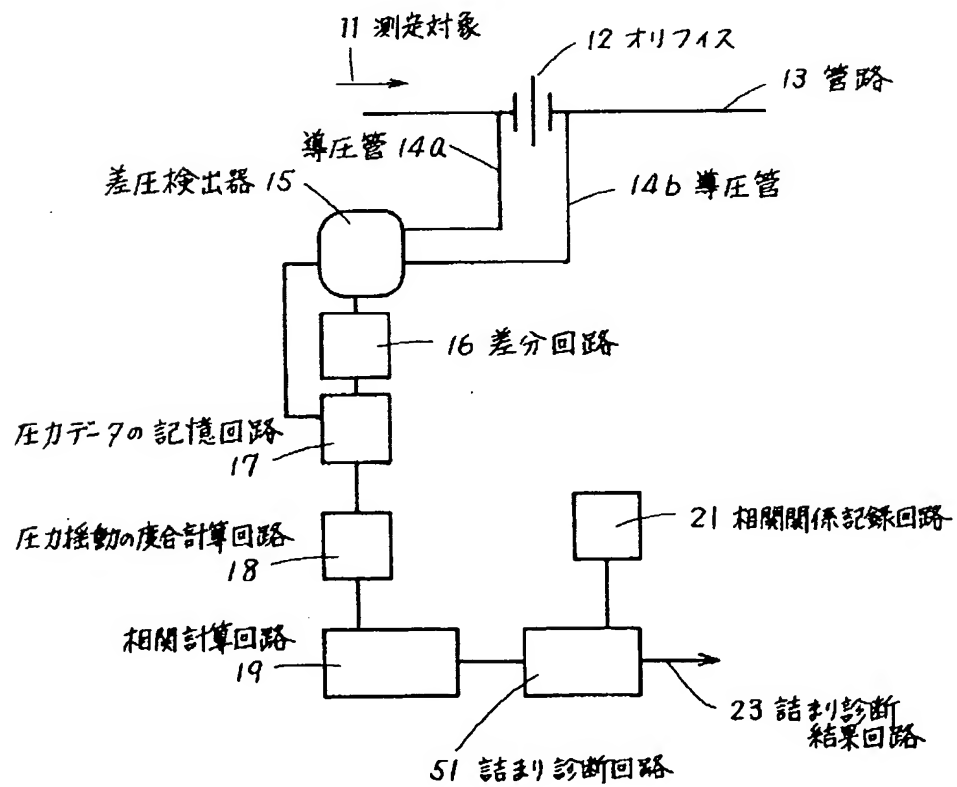 11 測定対象
12 オリフィス
13 管路
導圧管 14a
差圧検出器 15
14b 導圧管
16 差分回路
圧力データの記憶回路
17
圧力揺動の度合計算回路
18
21 相関関係記録回路
相関計算回路
19
23 詰まり診断
結果回路
51 詰まり診断回路